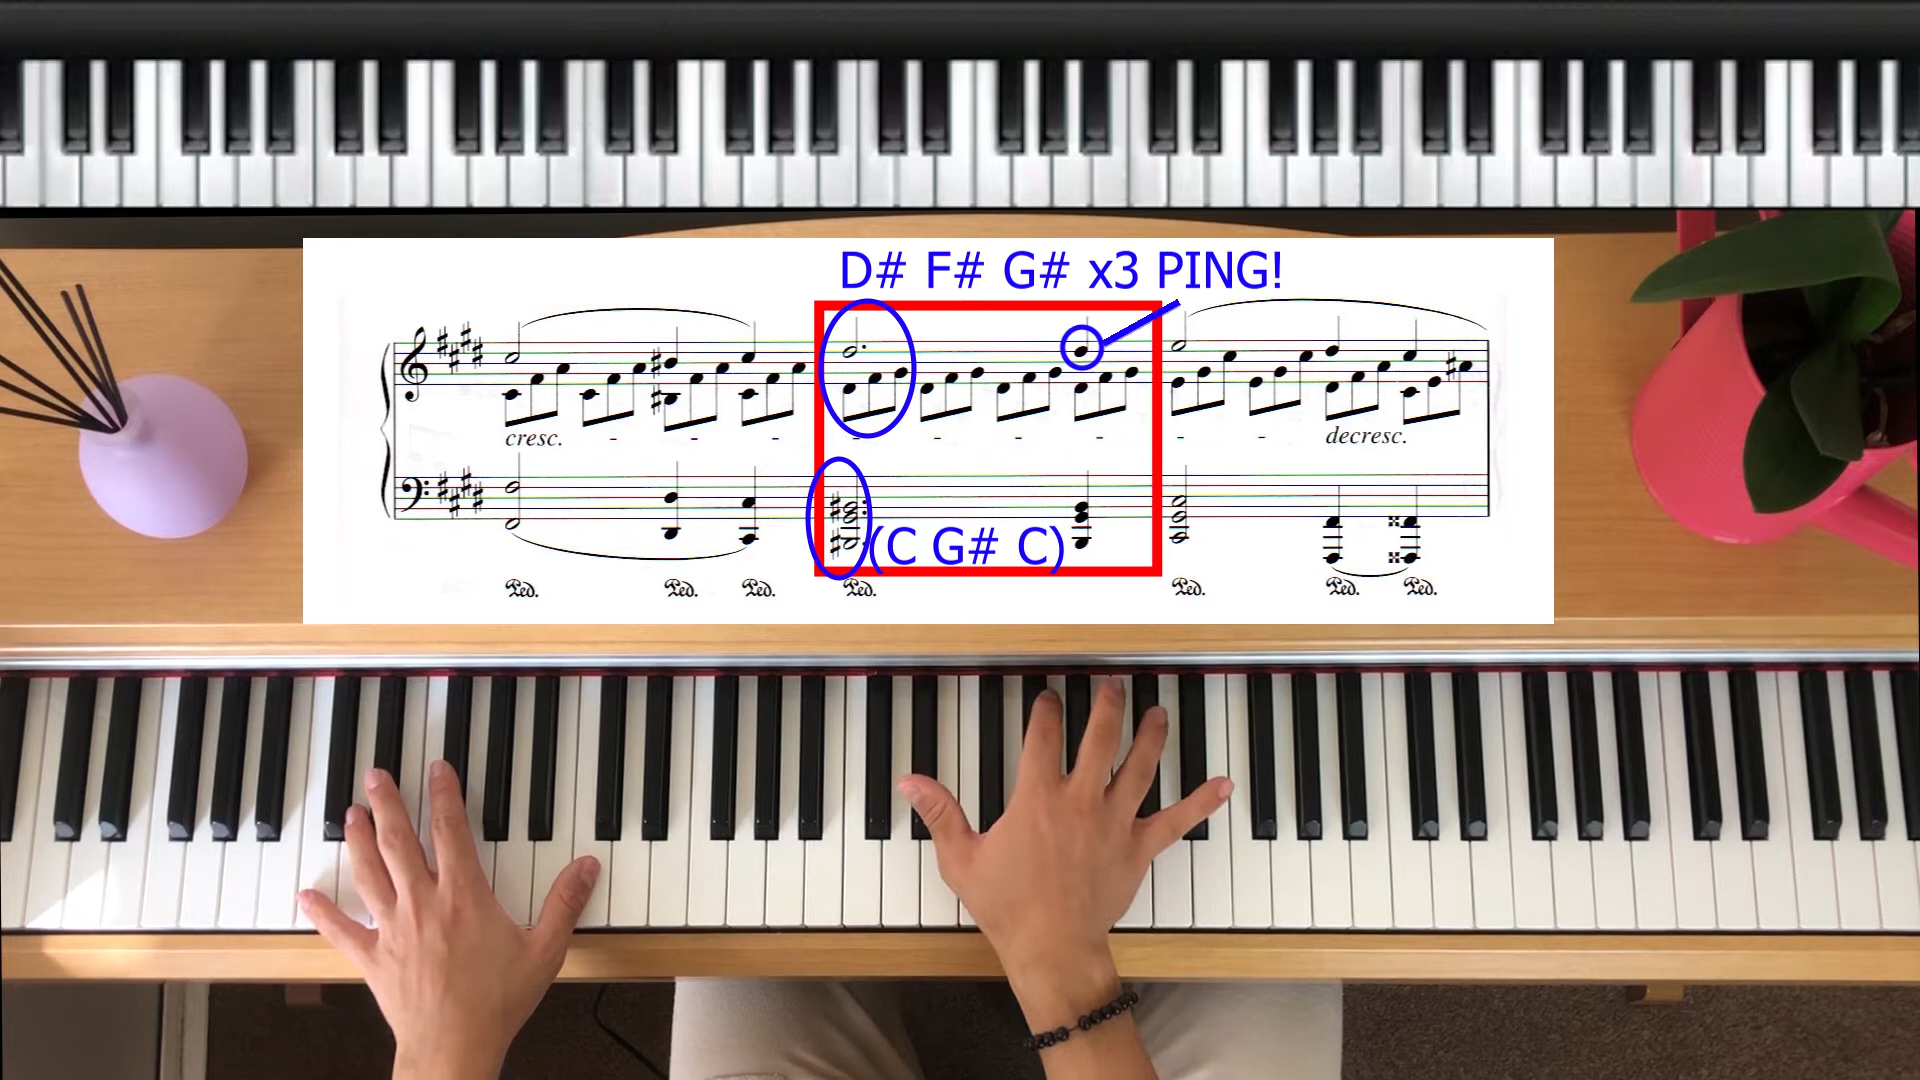 D# F# G# x3 PING!
cresc. - - - - - - - - - decresc.
(C G# C)
Ped. Ped. Ped. Ped. Ped. Ped. Ped.